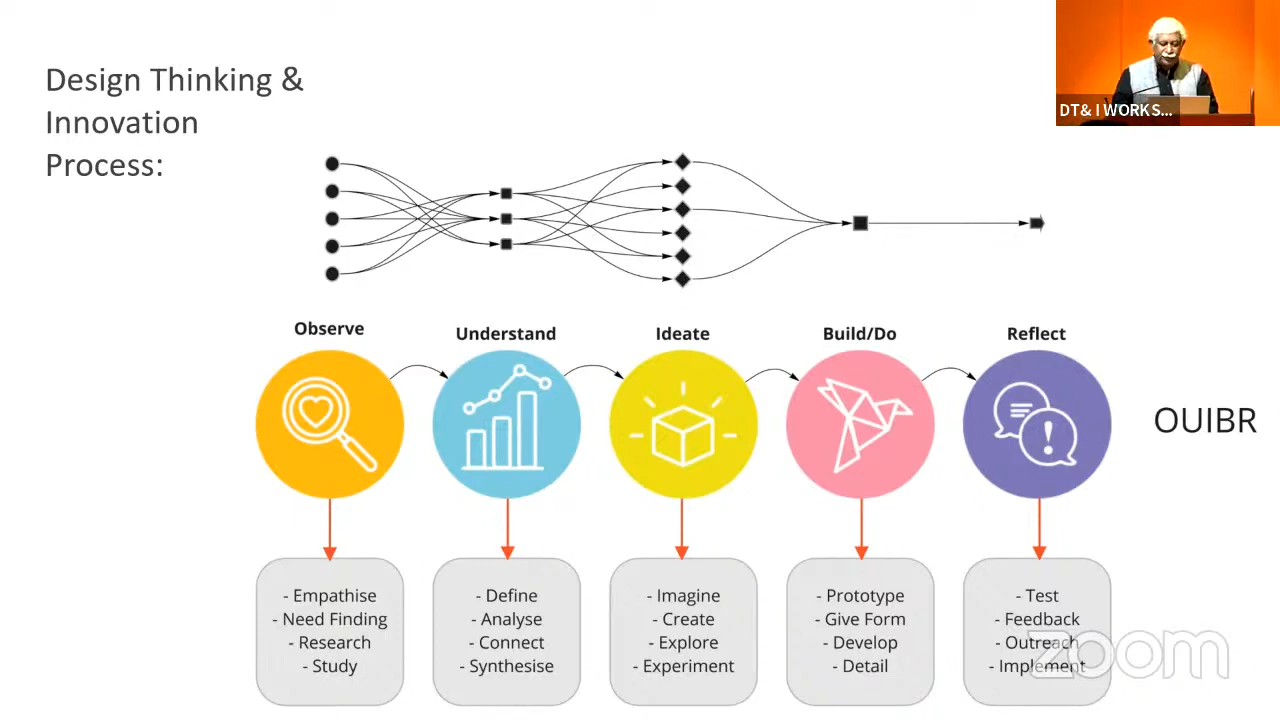 Design Thinking &
Innovation
Process:
DT& I WORKS...
Observe
Understand
Ideate
Build/Do
Reflect
OUIBR
- Empathise
- Need Finding
- Research
- Study
- Define
- Analyse
- Connect
- Synthesise
- Imagine
- Create
- Explore
- Experiment
- Prototype
- Give Form
- Develop
- Detail
- Test
- Feedback
- Outreach
- Implement
zoom